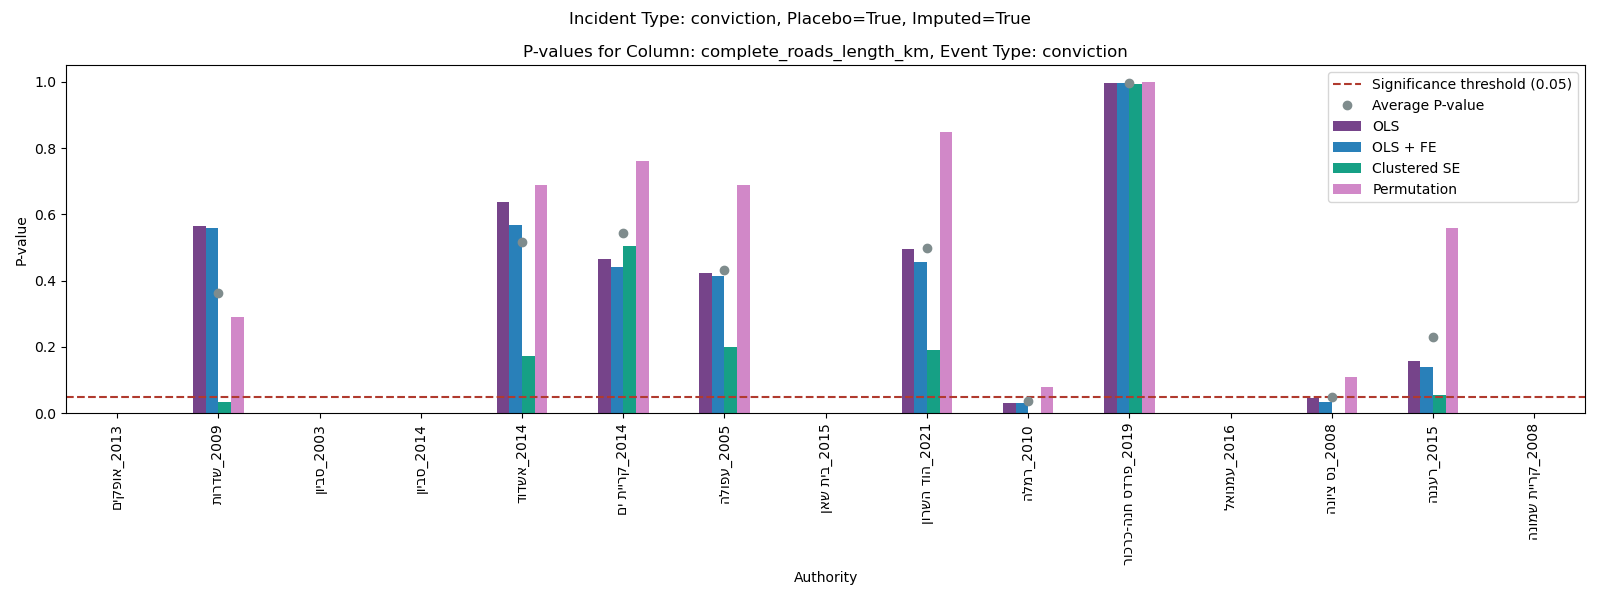 Incident Type: conviction, Placebo=True, Imputed=True
P-values for Column: complete_roads_length_km, Event Type: conviction
P-value
1.0
0.8
0.6
0.4
0.2
0.0
Significance threshold (0.05)
Average P-value
OLS
OLS + FE
Clustered SE
Permutation
אופקים_2013
שדרות_2009
סביון_2003
סביון_2014
אשדוד_2014
קריית ים_2014
עפולה_2005
בית שאן_2015
הוד השרון_2021
רמלה_2010
פרדס חנה-כרכור_2019
עמנואל_2016
נס ציונה_2008
רעננה_2015
קריית שמונה_2008
Authority